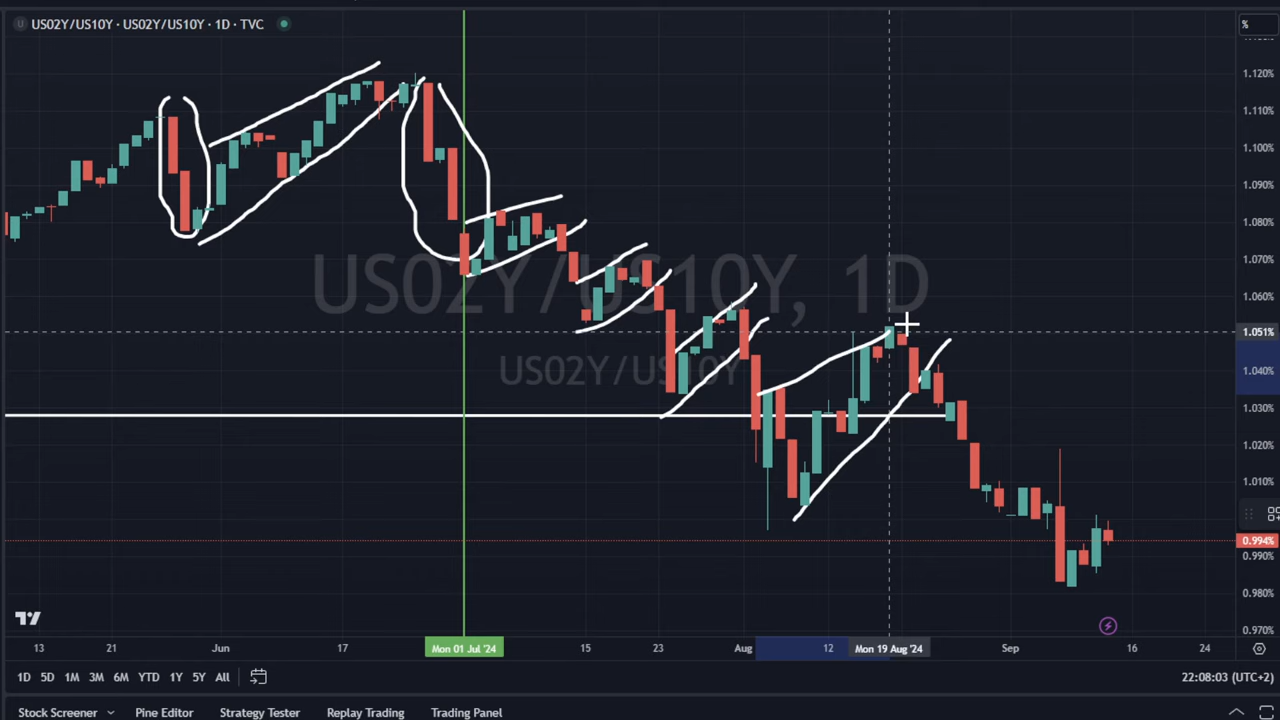 US02Y/US10Y · US02Y/US10Y · 1D · TVC
%
1.120%
1.110%
1.100%
1.090%
1.080%
1.070%
1.060%
1.051%
1.040%
1.030%
1.020%
1.010%
0.994%
0.990%
0.980%
0.970%
US02Y/US10Y, 1D
US02Y/US10Y
13 21 Jun 17 Mon 01 Jul '24 15 23 Aug 12 Mon 19 Aug '24 Sep 16 24
1D 5D 1M 3M 6M YTD 1Y 5Y All 22:08:03 (UTC+2)
Stock Screener Pine Editor Strategy Tester Replay Trading Trading Panel